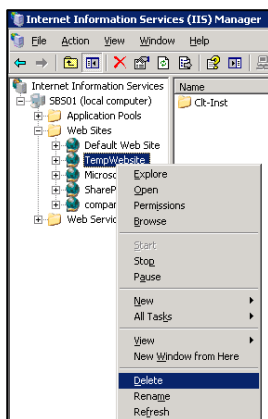 Internet Information Services (IIS) Manager
File Action View Window Help
Internet Information Services
Name
SBS01 (local computer)
Clt-Inst
Application Pools
Web Sites
Default Web Site
TempWebsite
Microso
Explore
ShareP
Open
compar
Permissions
Web Servic
Browse
Start
Stop
Pause
New
All Tasks
View
New Window from Here
Delete
Rename
Refresh